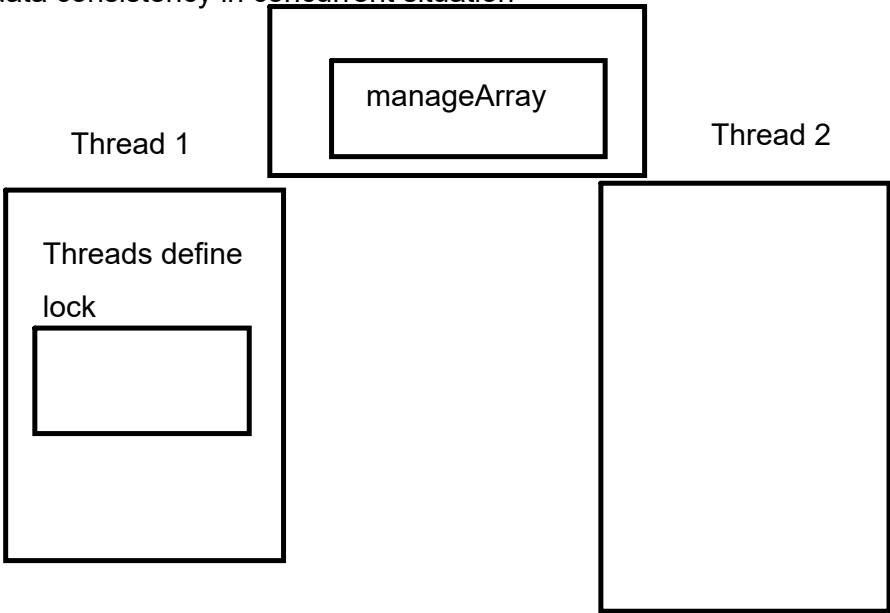 data consistency in concurrent situation
manageArray
Thread 1
Thread 2
Threads define
lock